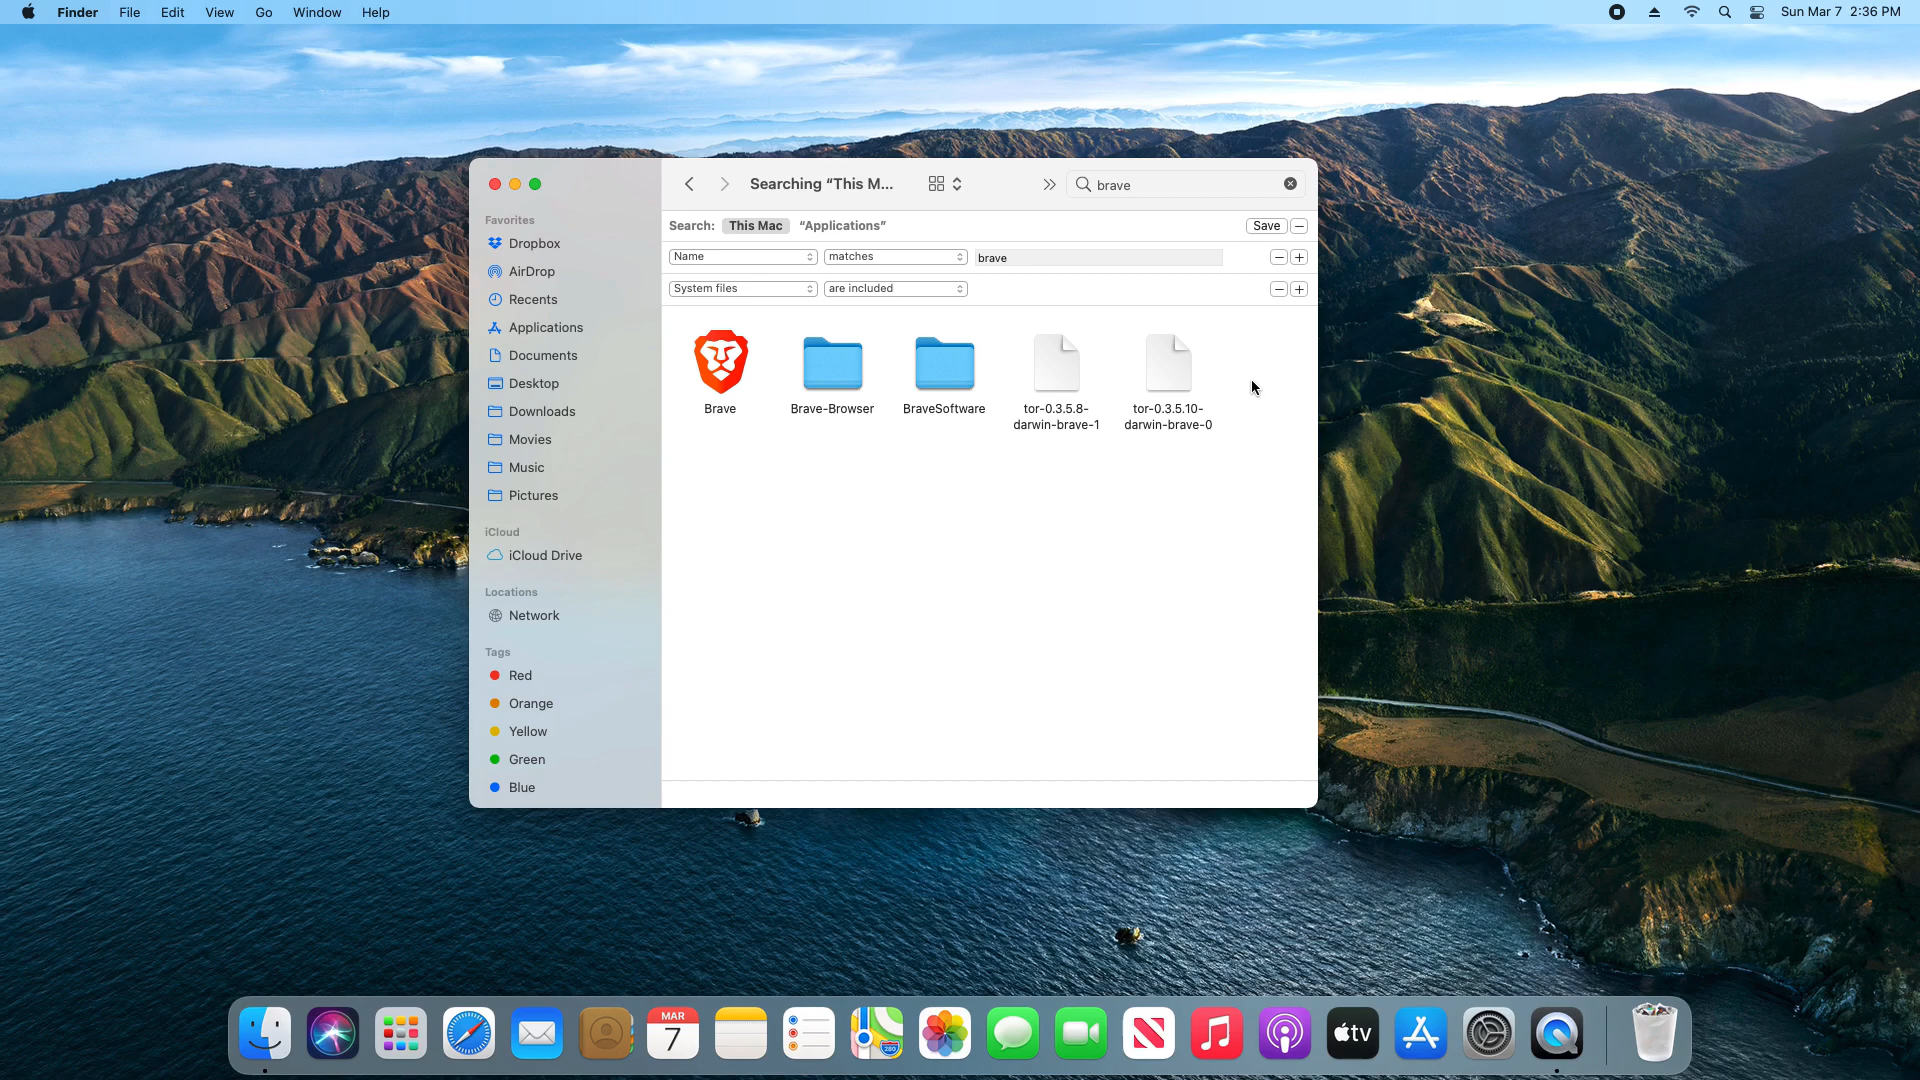 Finder File Edit View Go Window Help
Sun Mar 7 2:36 PM
Searching “This M...
brave
Search: This Mac “Applications” Save
Name matches brave
System files are included
Favorites
Dropbox
AirDrop
Recents
Applications
Documents
Desktop
Downloads
Movies
Music
Pictures
iCloud
iCloud Drive
Locations
Network
Tags
Red
Orange
Yellow
Green
Blue
Brave
Brave-Browser
BraveSoftware
tor-0.3.5.8-
darwin-brave-1
tor-0.3.5.10-
darwin-brave-0
MAR
7
280
tv